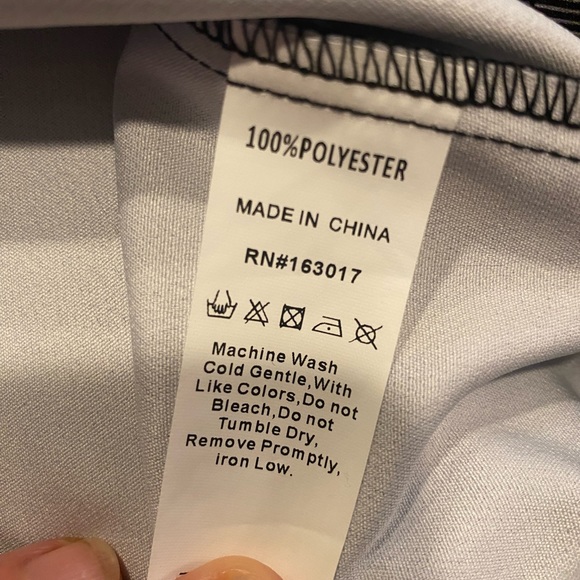 100%POLYESTER
MADE IN CHINA
RN#163017
Machine Wash
Cold Gentle,With
Like Colors,Do not
Bleach,Do not
Tumble Dry,
Remove Promptly,
iron Low.